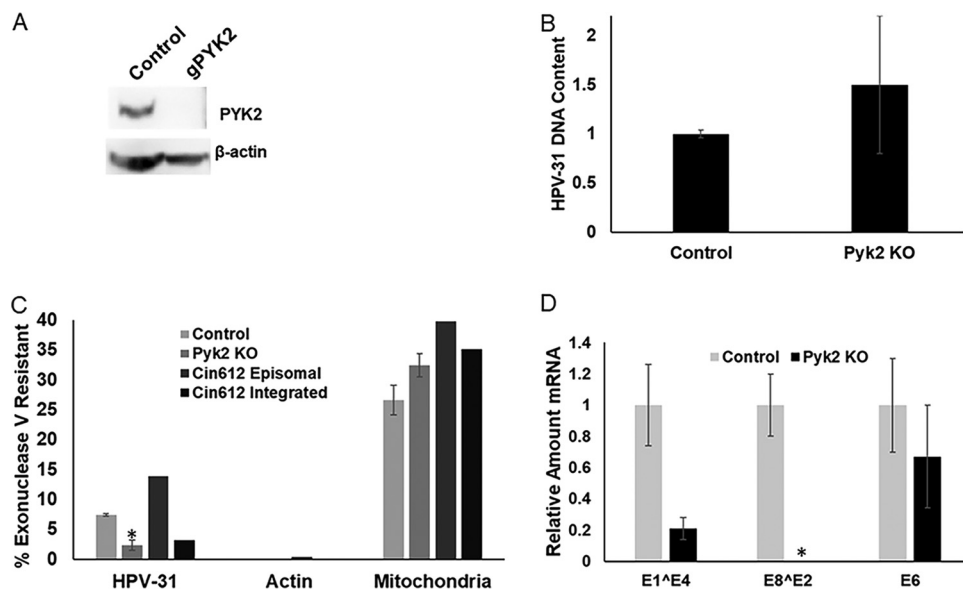 A
Control
gPYK2
PYK2
β-actin
B
HPV-31 DNA Content
2
1.5
1
0.5
0
Control
Pyk2 KO
C
% Exonuclease V Resistant
40
35
30
25
20
15
10
5
0
Control
Pyk2 KO
Cin612 Episomal
Cin612 Integrated
*
HPV-31
Actin
Mitochondria
D
Relative Amount mRNA
1.4
1.2
1
0.8
0.6
0.4
0.2
0
Control
Pyk2 KO
*
E1^E4
E8^E2
E6